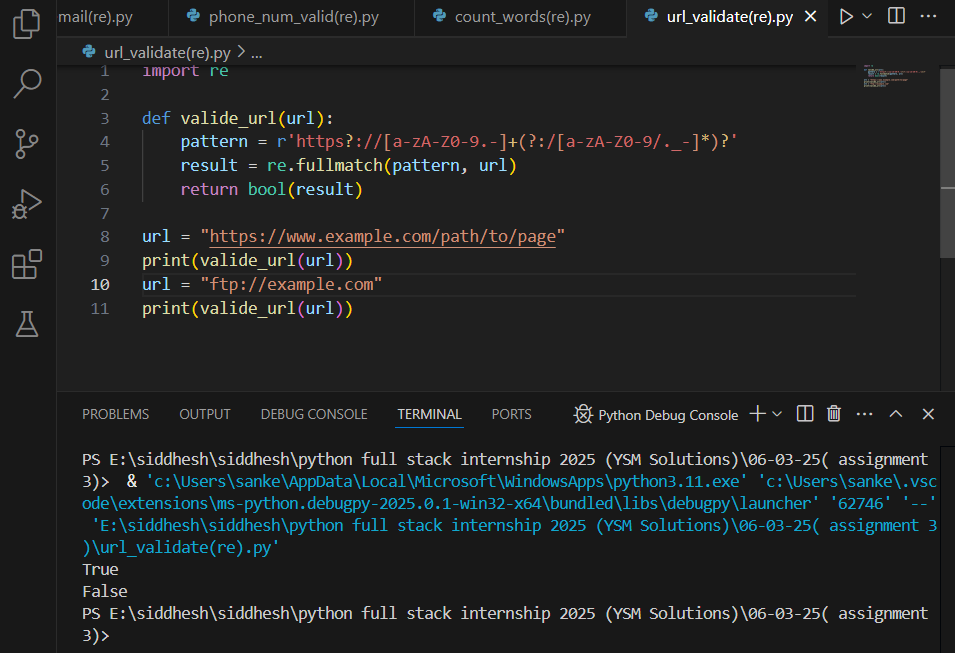 mail(re).py
phone_num_valid(re).py
count_words(re).py
url_validate(re).py
url_validate(re).py > ...
1 import re
2
3 def valide_url(url):
4 pattern = r'https?://[a-zA-Z0-9.-]+(?:/[a-zA-Z0-9/._-]*)?'
5 result = re.fullmatch(pattern, url)
6 return bool(result)
7
8 url = "https://www.example.com/path/to/page"
9 print(valide_url(url))
10 url = "ftp://example.com"
11 print(valide_url(url))
PROBLEMS OUTPUT DEBUG CONSOLE TERMINAL PORTS Python Debug Console
PS E:\siddhesh\siddhesh\python full stack internship 2025 (YSM Solutions)\06-03-25( assignment
3)> & 'c:\Users\sanke\AppData\Local\Microsoft\WindowsApps\python3.11.exe' 'c:\Users\sanke\.vsc
ode\extensions\ms-python.debugpy-2025.0.1-win32-x64\bundled\libs\debugpy\launcher' '62746' '--'
'E:\siddhesh\siddhesh\python full stack internship 2025 (YSM Solutions)\06-03-25( assignment 3
)\url_validate(re).py'
True
False
PS E:\siddhesh\siddhesh\python full stack internship 2025 (YSM Solutions)\06-03-25( assignment
3)>